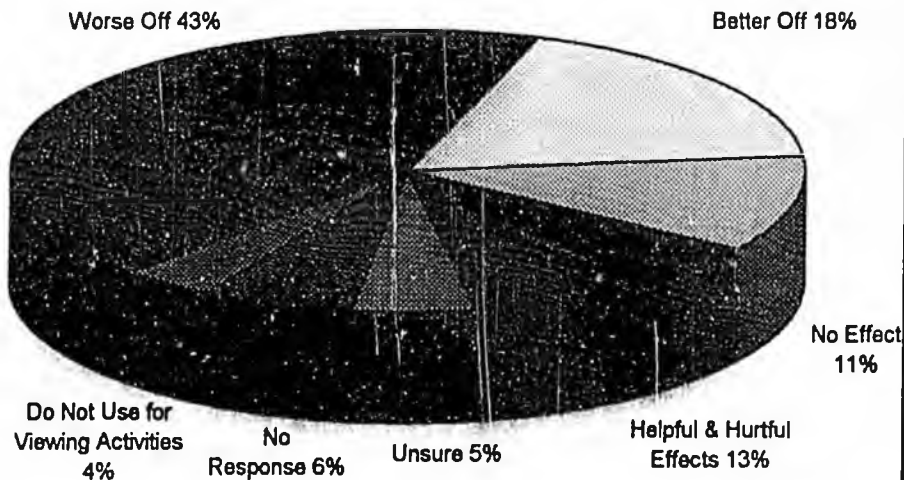 Worse Off 43%
Better Off 18%
No Effect
11%
Do Not Use for
Viewing Activities
4%
No
Response 6%
Unsure 5%
Helpful & Hurtful
Effects 13%